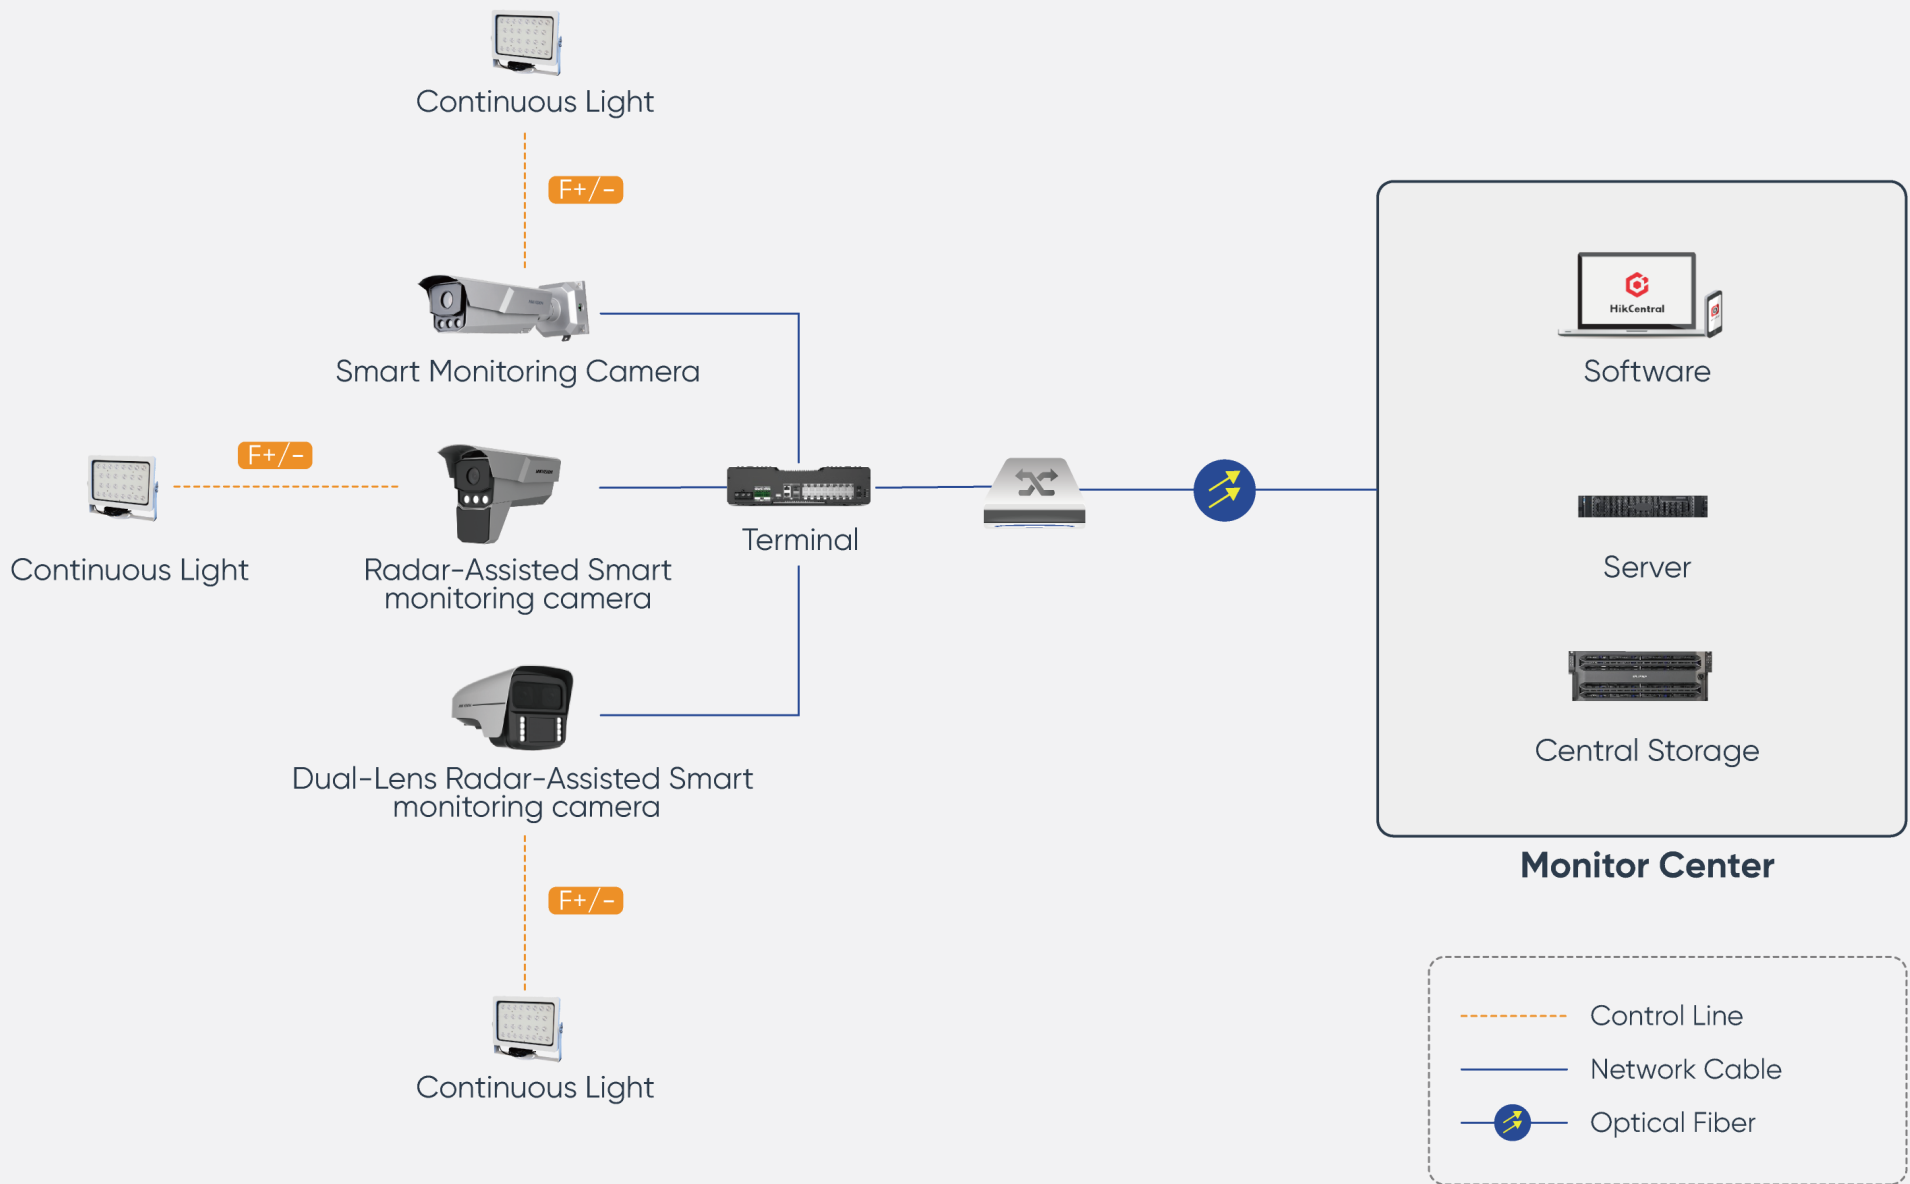 Continuous Light
F+/-
Smart Monitoring Camera
F+/-
Continuous Light
Radar-Assisted Smart
monitoring camera
Terminal
Dual-Lens Radar-Assisted Smart
monitoring camera
F+/-
Continuous Light
HikCentral
Software
Server
Central Storage
Monitor Center
Control Line
Network Cable
Optical Fiber